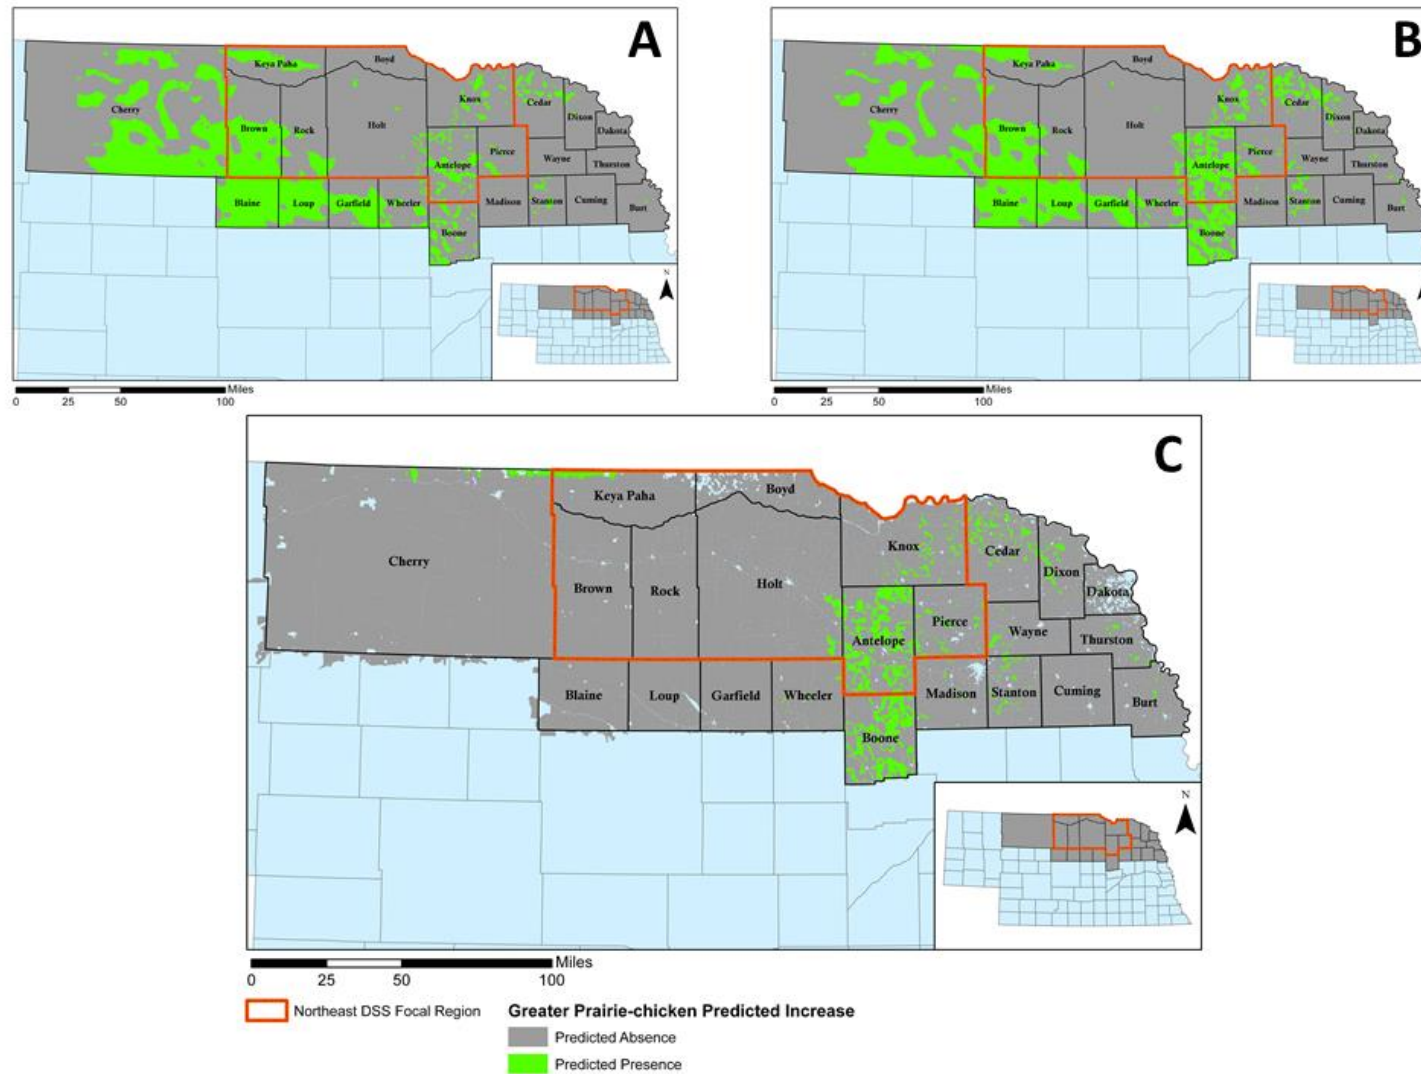 A
Keya Paha
Boyd
Cherry
Knox
Cedar
Dixon
Dakota
Brown
Rock
Holt
Antelope
Pierce
Wayne
Thurston
Blaine
Loup
Garfield
Wheeler
Madison
Stanton
Cuming
Burt
Boone
N
Miles
0 25 50 100
B
Keya Paha
Boyd
Cherry
Knox
Cedar
Dixon
Dakota
Brown
Rock
Holt
Antelope
Pierce
Wayne
Thurston
Blaine
Loup
Garfield
Wheeler
Madison
Stanton
Cuming
Burt
Boone
Miles
0 25 50 100
C
Keya Paha
Boyd
Cherry
Knox
Cedar
Dixon
Dakota
Brown
Rock
Holt
Antelope
Pierce
Wayne
Thurston
Blaine
Loup
Garfield
Wheeler
Madison
Stanton
Cuming
Burt
Boone
N
Miles
0 25 50 100
Northeast DSS Focal Region
Greater Prairie-chicken Predicted Increase
Predicted Absence
Predicted Presence